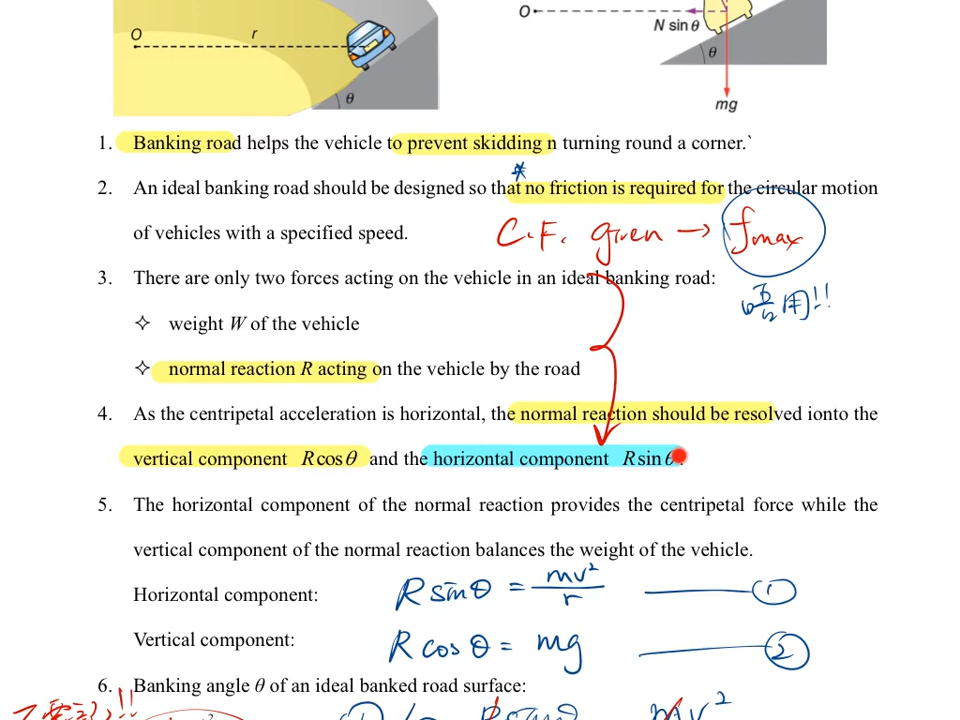 O r θ
O N sin θ θ
mg
1. Banking road helps the vehicle to prevent skidding n turning round a corner.`
*
2. An ideal banking road should be designed so that no friction is required for the circular motion
of vehicles with a specified speed.
C.F. given → fmax
3. There are only two forces acting on the vehicle in an ideal banking road:
唔用!!
✧ weight W of the vehicle
✧ normal reaction R acting on the vehicle by the road
4. As the centripetal acceleration is horizontal, the normal reaction should be resolved ionto the
vertical component R cos θ and the horizontal component R sin θ
5. The horizontal component of the normal reaction provides the centripetal force while the
vertical component of the normal reaction balances the weight of the vehicle.
Horizontal component: R sin θ = mv²/r ①
Vertical component: R cos θ = mg ②
6. Banking angle θ of an ideal banked road surface: